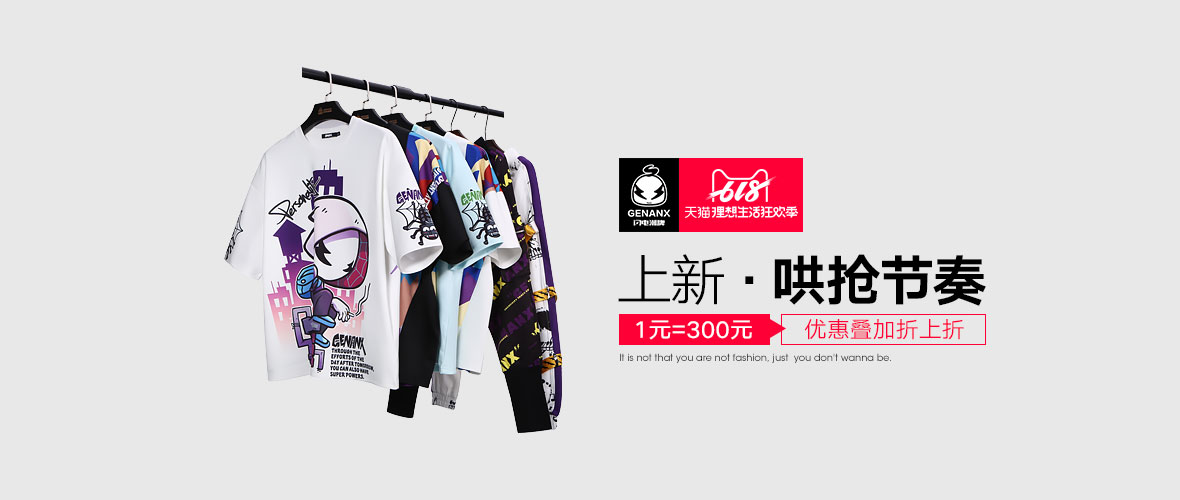 Personality
GENANX
THROUGH THE
EFFORTS OF THE
DAY AFTER TOMORROW,
YOU CAN ALSO HAVE
SUPER POWERS.
GENANX
GENANX
闪电潮牌
618
天猫 理想生活狂欢季
上新·哄抢节奏
1元=300元 优惠叠加折上折
It is not that you are not fashion, just you don't wanna be.